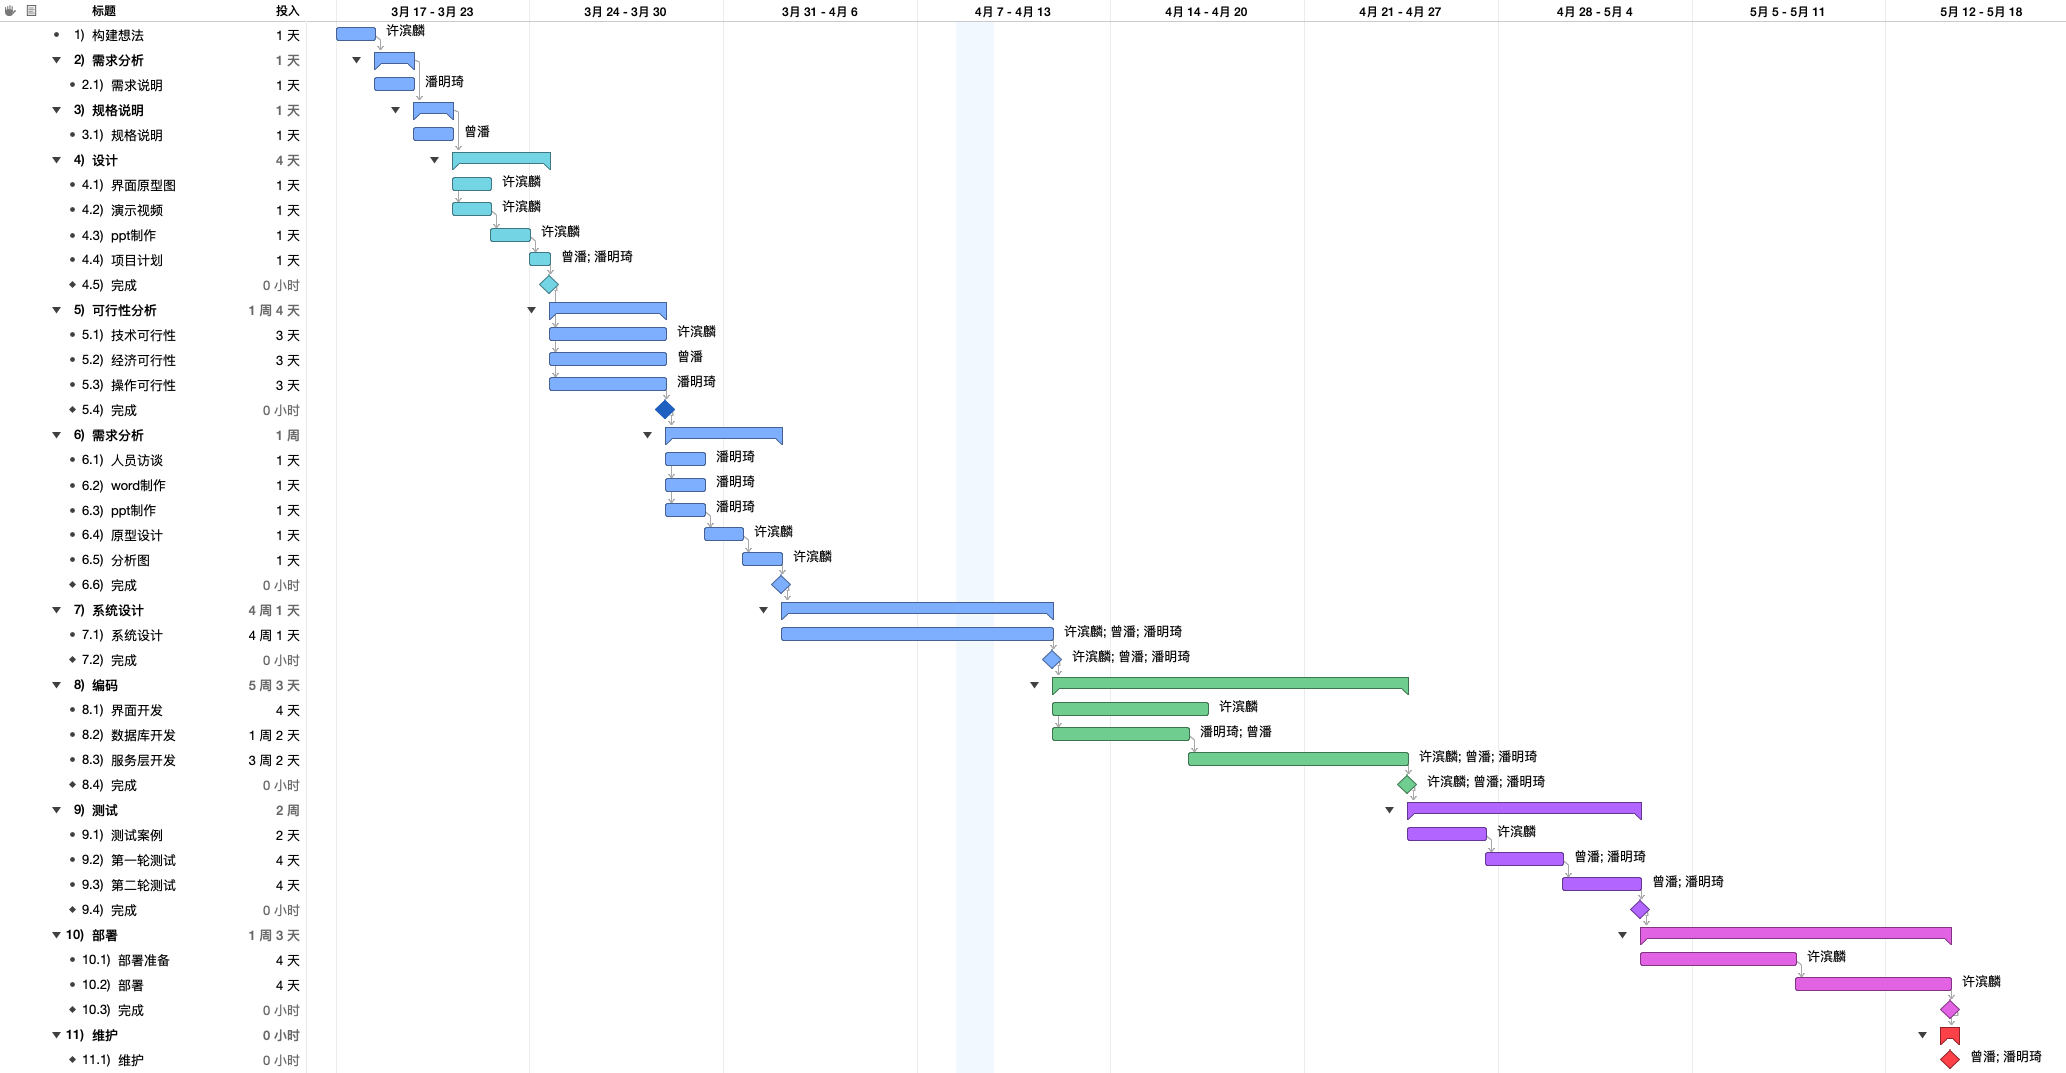 标题 投入 3月 17 - 3月 23 3月 24 - 3月 30 3月 31 - 4月 6 4月 7 - 4月 13 4月 14 - 4月 20 4月 21 - 4月 27 4月 28 - 5月 4 5月 5 - 5月 11 5月 12 - 5月 18
1) 构建想法 1 天 许滨麟
2) 需求分析 1 天
2.1) 需求说明 1 天 潘明琦
3) 规格说明 1 天
3.1) 规格说明 1 天 曾潘
4) 设计 4 天
4.1) 界面原型图 1 天 许滨麟
4.2) 演示视频 1 天 许滨麟
4.3) ppt制作 1 天 许滨麟
4.4) 项目计划 1 天 曾潘; 潘明琦
4.5) 完成 0 小时
5) 可行性分析 1 周 4 天
5.1) 技术可行性 3 天 许滨麟
5.2) 经济可行性 3 天 曾潘
5.3) 操作可行性 3 天 潘明琦
5.4) 完成 0 小时
6) 需求分析 1 周
6.1) 人员访谈 1 天 潘明琦
6.2) word制作 1 天 潘明琦
6.3) ppt制作 1 天 潘明琦
6.4) 原型设计 1 天 许滨麟
6.5) 分析图 1 天 许滨麟
6.6) 完成 0 小时
7) 系统设计 4 周 1 天
7.1) 系统设计 4 周 1 天 许滨麟; 曾潘; 潘明琦
7.2) 完成 0 小时 许滨麟; 曾潘; 潘明琦
8) 编码 5 周 3 天
8.1) 界面开发 4 天 许滨麟
8.2) 数据库开发 1 周 2 天 潘明琦; 曾潘
8.3) 服务层开发 3 周 2 天 许滨麟; 曾潘; 潘明琦
8.4) 完成 0 小时 许滨麟; 曾潘; 潘明琦
9) 测试 2 周
9.1) 测试案例 2 天 许滨麟
9.2) 第一轮测试 4 天 曾潘; 潘明琦
9.3) 第二轮测试 4 天 曾潘; 潘明琦
9.4) 完成 0 小时
10) 部署 1 周 3 天
10.1) 部署准备 4 天 许滨麟
10.2) 部署 4 天 许滨麟
10.3) 完成 0 小时
11) 维护 0 小时
11.1) 维护 0 小时 曾潘; 潘明琦